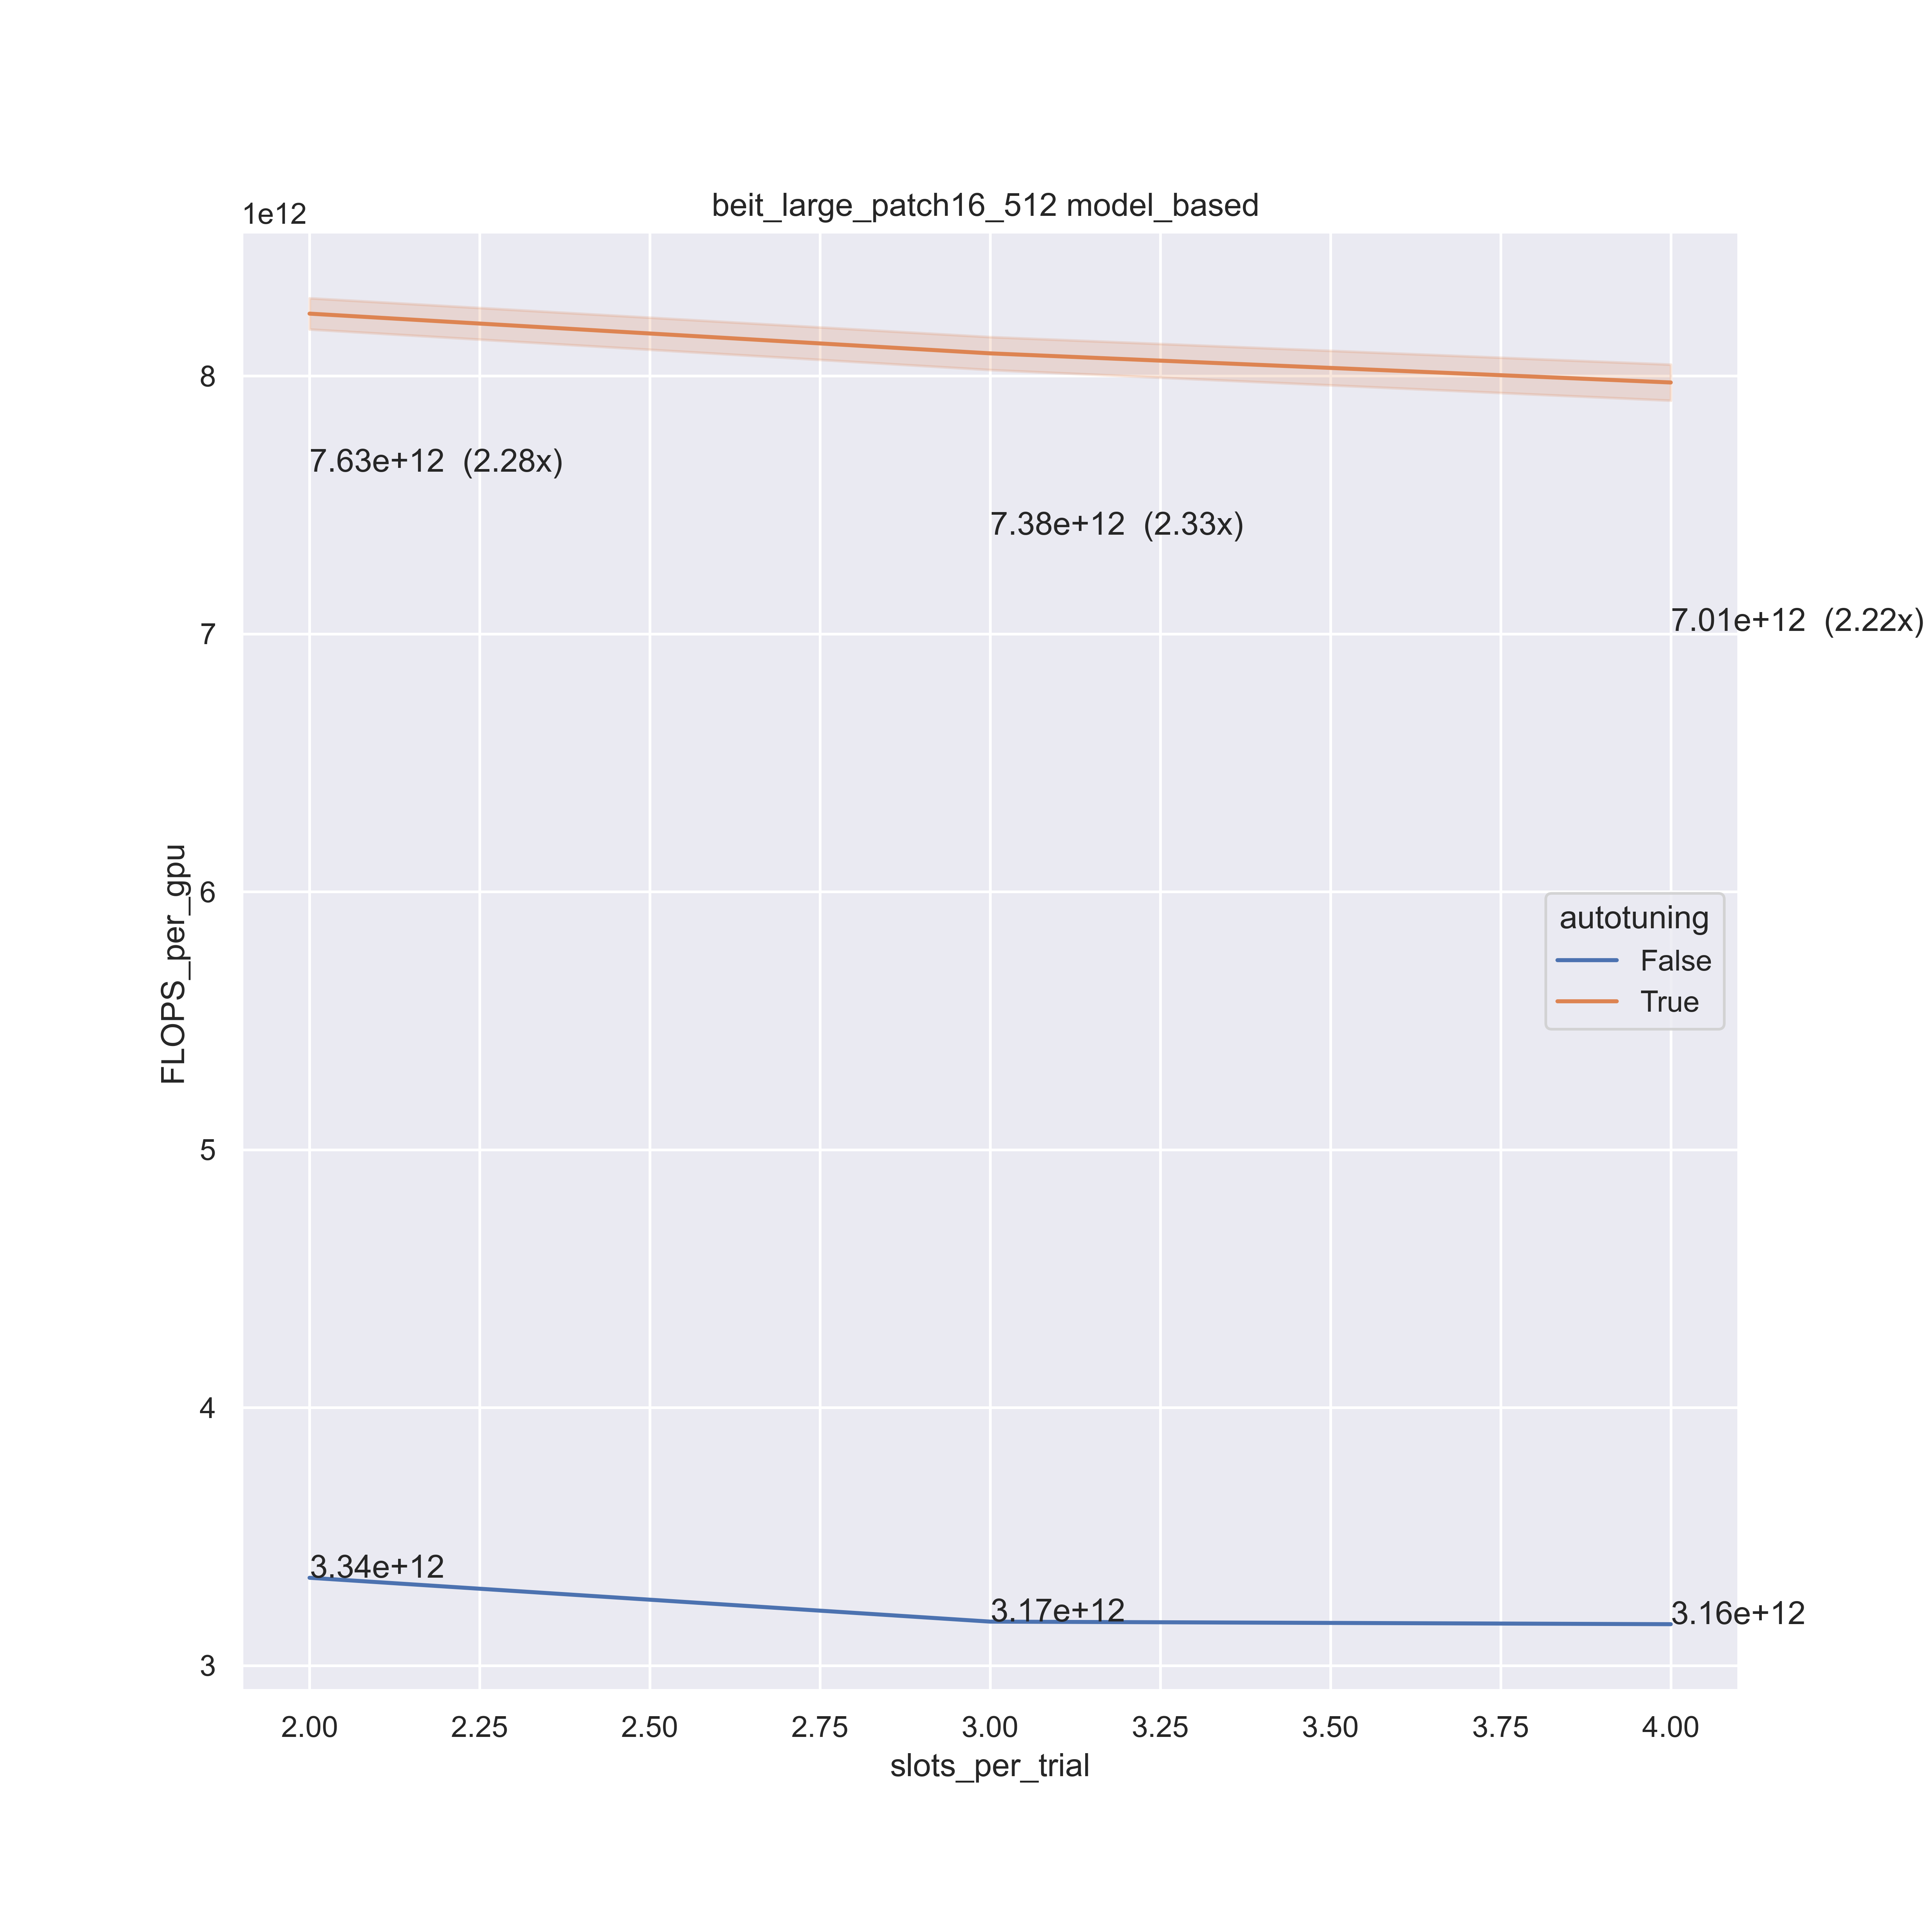 beit_large_patch16_512 model_based
1e12
8
7
6
5
4
3
FLOPS_per_gpu
7.63e+12 (2.28x)
7.38e+12 (2.33x)
7.01e+12 (2.22x)
autotuning
False
True
3.34e+12
3.17e+12
3.16e+12
2.00 2.25 2.50 2.75 3.00 3.25 3.50 3.75 4.00
slots_per_trial